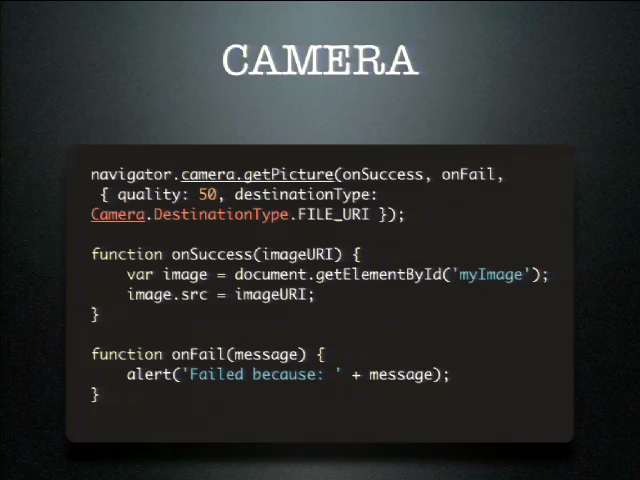 CAMERA
navigator.camera.getPicture(onSuccess, onFail,
{ quality: 50, destinationType:
Camera.DestinationType.FILE_URI });
function onSuccess(imageURI) {
var image = document.getElementById('myImage');
image.src = imageURI;
}
function onFail(message) {
alert('Failed because: ' + message);
}